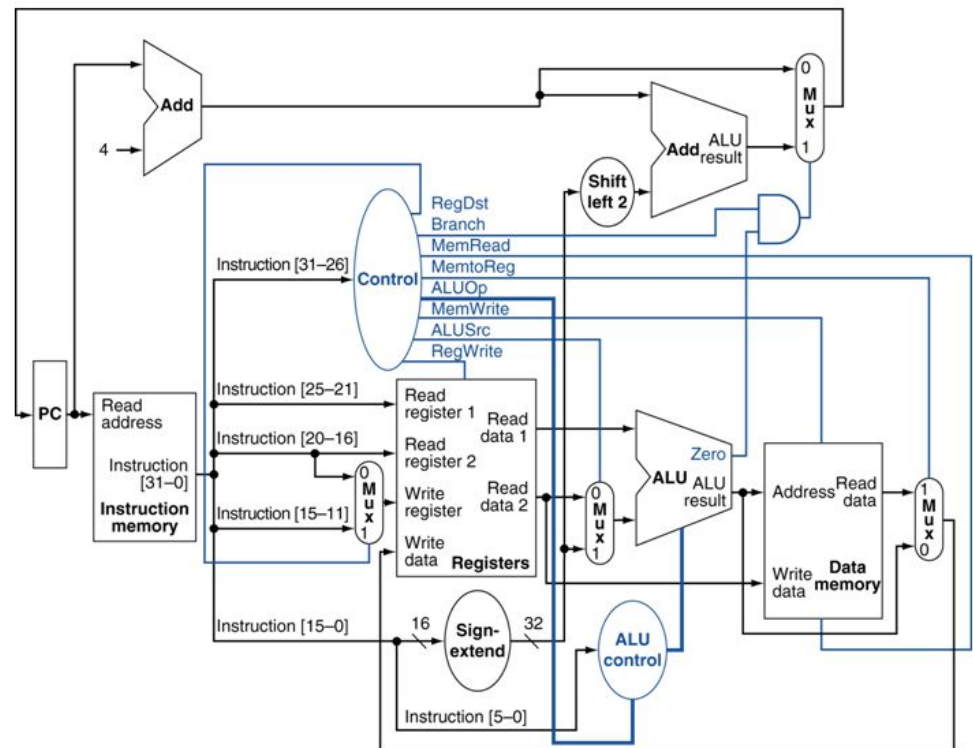 Add
4
0
Mux
1
Add
ALU
result
Shift
left 2
RegDst
Branch
MemRead
MemtoReg
ALUOp
MemWrite
ALUSrc
RegWrite
Control
Instruction [31–26]
Instruction [25–21]
Instruction [20–16]
Instruction [15–11]
Instruction [15–0]
Instruction [5–0]
PC
Read
address
Instruction
[31–0]
Instruction
memory
0
Mux
1
Read
register 1
Read
register 2
Write
register
Write
data
Read
data 1
Read
data 2
Registers
0
Mux
1
Zero
ALU
ALU
result
Address
Read
data
Write
data
Data
memory
1
Mux
0
16
Sign-
extend
32
ALU
control